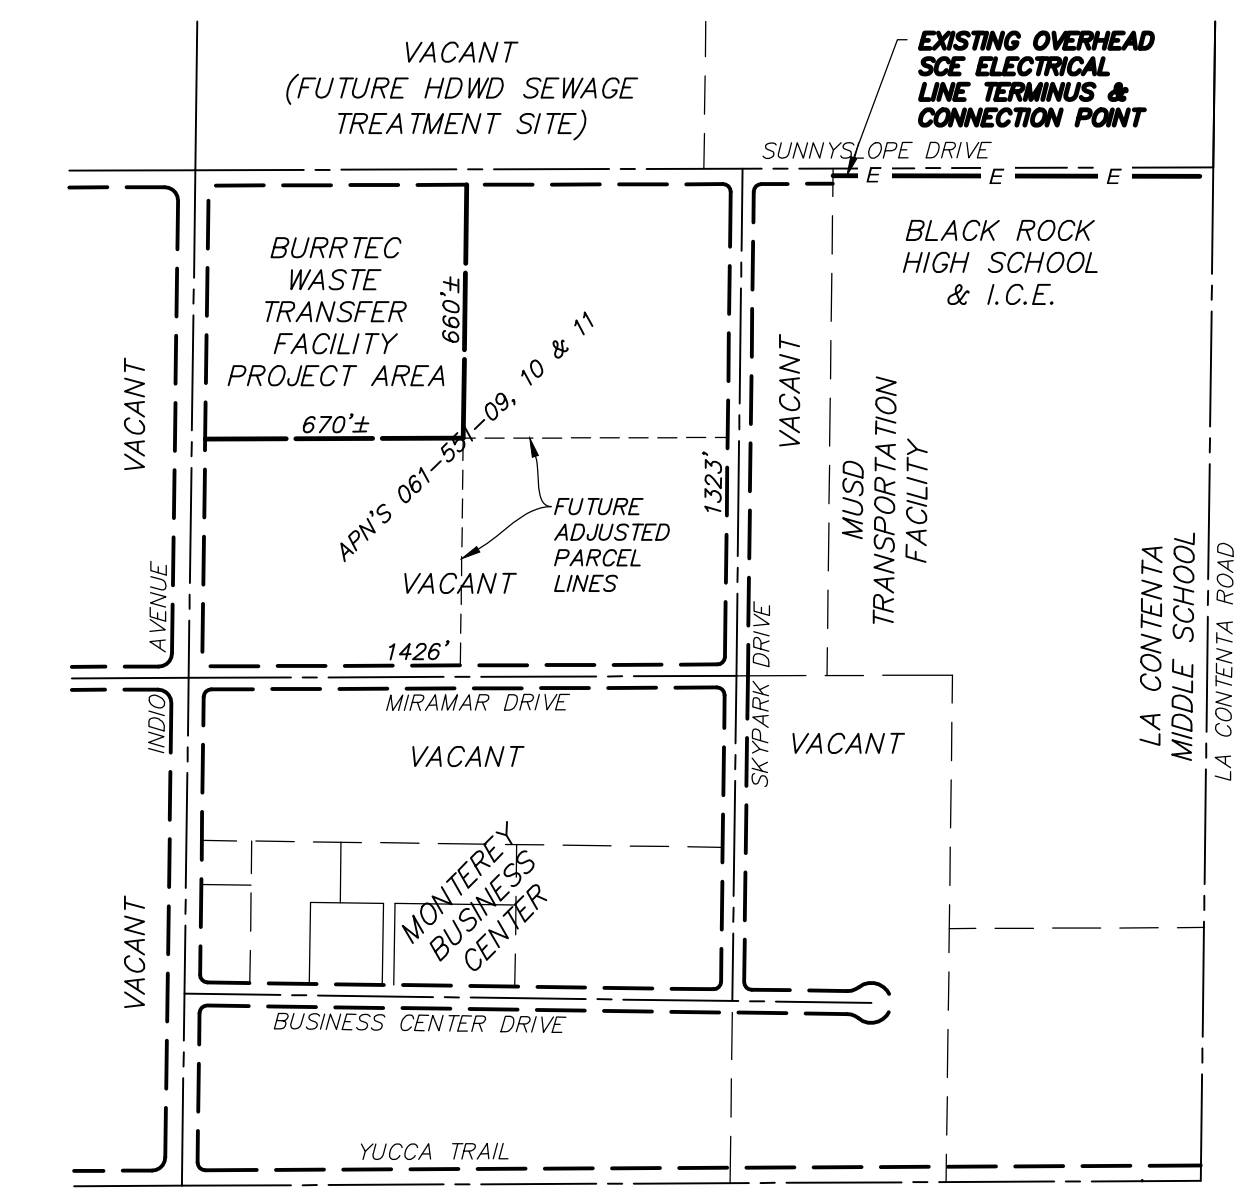 VACANT
(FUTURE HDWD SEWAGE
TREATMENT SITE)
EXISTING OVERHEAD
SCE ELECTRICAL
LINE TERMINUS &
CONNECTION POINT
SUNNYSLOPE DRIVE
E
E
E
BURRTEC
WASTE
TRANSFER
FACILITY
PROJECT AREA
660'±
670'±
BLACK ROCK
HIGH SCHOOL
& I.C.E.
VACANT
APN'S 061-551-09, 10 & 11
VACANT
MUSD
TRANSPORTATION
FACILITY
1323'
FUTURE
ADJUSTED
PARCEL
LINES
VACANT
1426'
INDIO AVENUE
MIRAMAR DRIVE
SKYPARK DRIVE
LA CONTENTA
MIDDLE SCHOOL
LA CONTENTA ROAD
VACANT
VACANT
MONTEREY
BUSINESS
CENTER
VACANT
BUSINESS CENTER DRIVE
YUCCA TRAIL